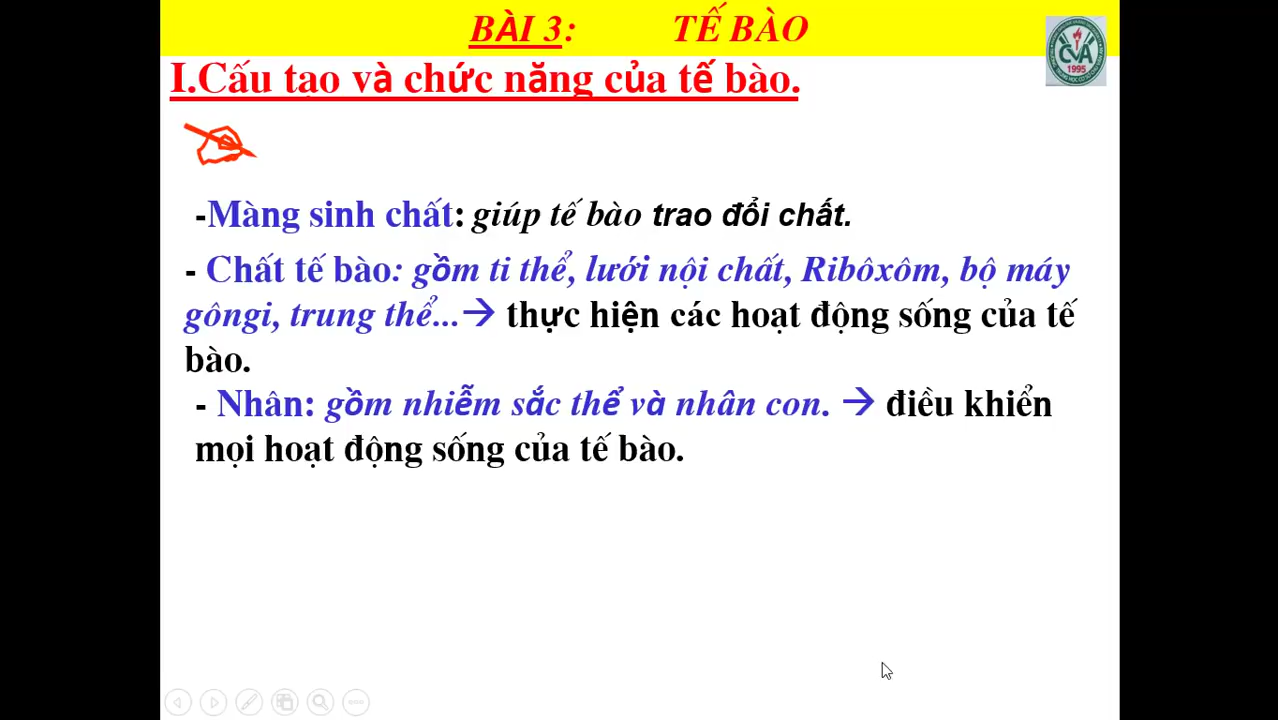 BÀI 3: TẾ BÀO
CVA
1995
I.Cấu tạo và chức năng của tế bào.
-Màng sinh chất: giúp tế bào trao đổi chất.
- Chất tế bào: gồm ti thể, lưới nội chất, Ribôxôm, bộ máy
gôngi, trung thể...→ thực hiện các hoạt động sống của tế
bào.
- Nhân: gồm nhiễm sắc thể và nhân con. → điều khiển
mọi hoạt động sống của tế bào.